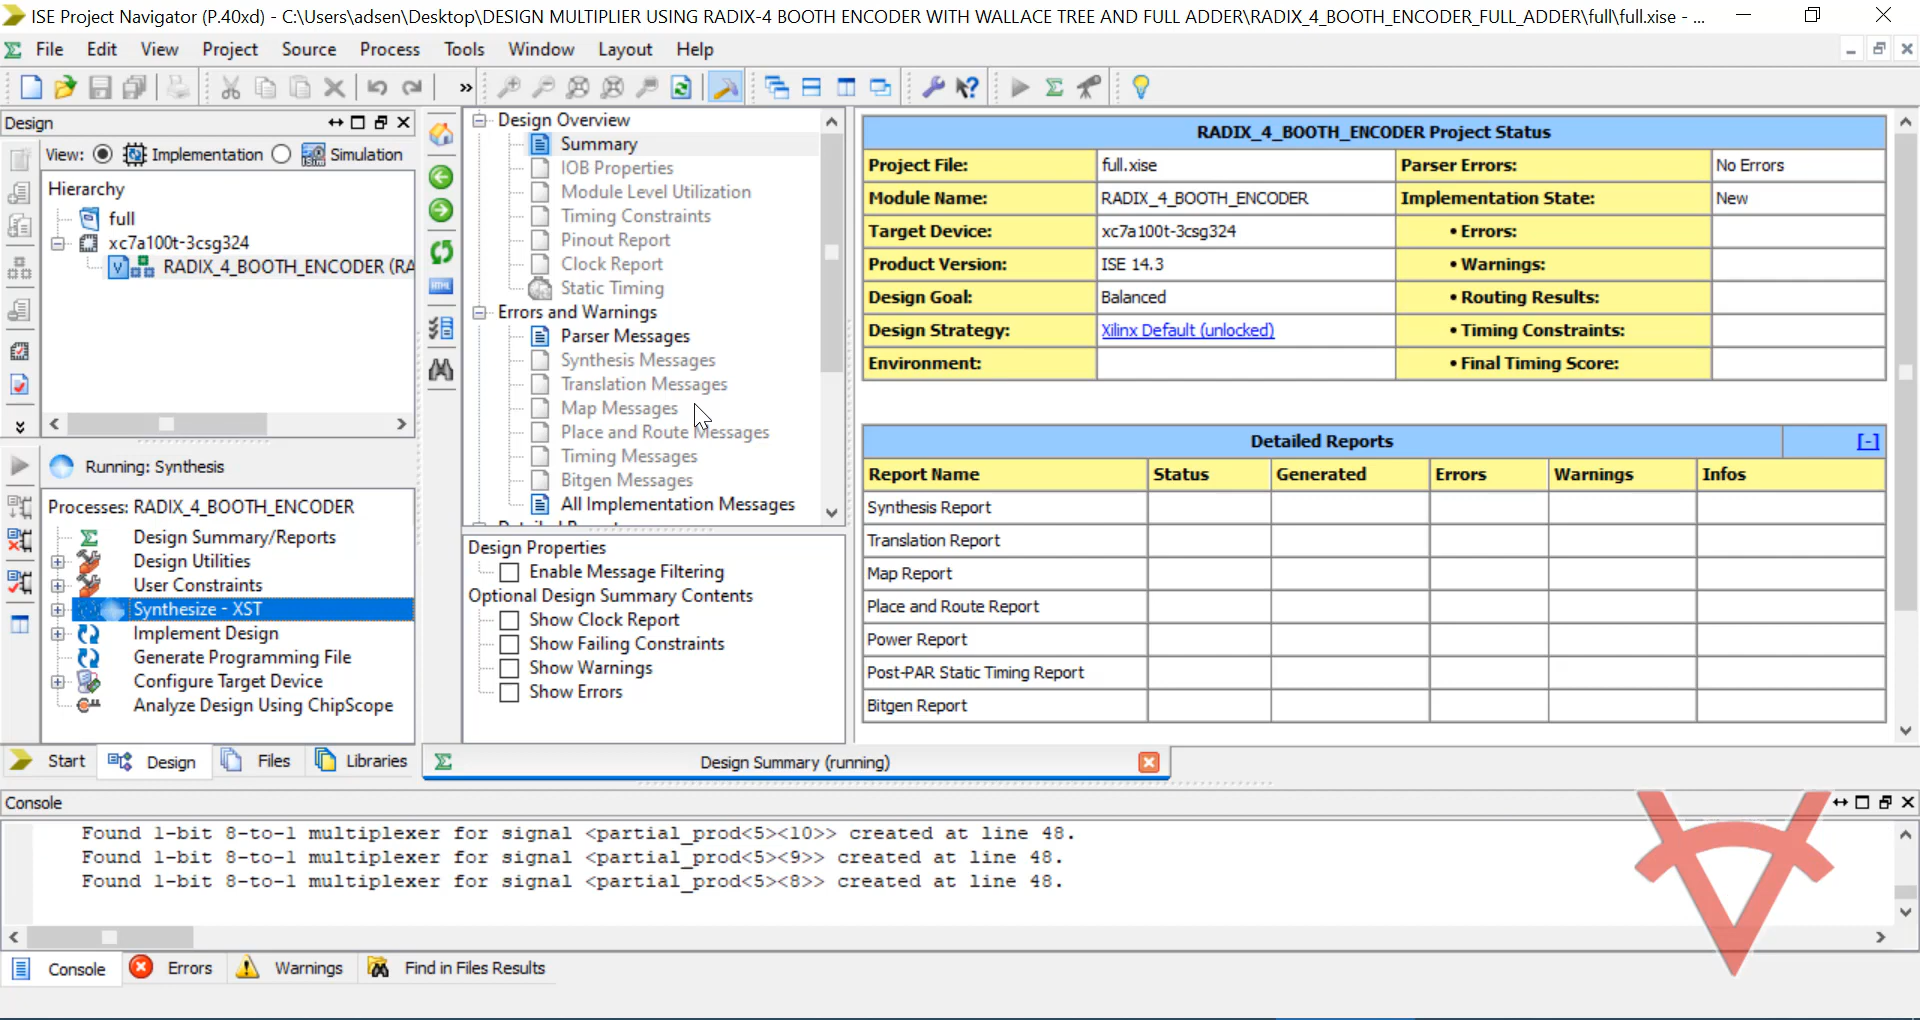 ISE Project Navigator (P.40xd) - C:\Users\adsen\Desktop\DESIGN MULTIPLIER USING RADIX-4 BOOTH ENCODER WITH WALLACE TREE AND FULL ADDER\RADIX_4_BOOTH_ENCODER_FULL_ADDER\full\full.xise - ...
File Edit View Project Source Process Tools Window Layout Help
Design
View: Implementation Simulation
Hierarchy
full
xc7a100t-3csg324
RADIX_4_BOOTH_ENCODER (RA
Running: Synthesis
Processes: RADIX_4_BOOTH_ENCODER
Design Summary/Reports
Design Utilities
User Constraints
Synthesize - XST
Implement Design
Generate Programming File
Configure Target Device
Analyze Design Using ChipScope
Start Design Files Libraries
Design Overview
Summary
IOB Properties
Module Level Utilization
Timing Constraints
Pinout Report
Clock Report
Static Timing
Errors and Warnings
Parser Messages
Synthesis Messages
Translation Messages
Map Messages
Place and Route Messages
Timing Messages
Bitgen Messages
All Implementation Messages
Design Properties
Enable Message Filtering
Optional Design Summary Contents
Show Clock Report
Show Failing Constraints
Show Warnings
Show Errors
RADIX_4_BOOTH_ENCODER Project Status
Project File: full.xise Parser Errors: No Errors
Module Name: RADIX_4_BOOTH_ENCODER Implementation State: New
Target Device: xc7a100t-3csg324 • Errors:
Product Version: ISE 14.3 • Warnings:
Design Goal: Balanced • Routing Results:
Design Strategy: Xilinx Default (unlocked) • Timing Constraints:
Environment: • Final Timing Score:
Detailed Reports [-]
Report Name Status Generated Errors Warnings Infos
Synthesis Report
Translation Report
Map Report
Place and Route Report
Power Report
Post-PAR Static Timing Report
Bitgen Report
Design Summary (running)
Console
Found 1-bit 8-to-1 multiplexer for signal <partial_prod<5><10>> created at line 48.
Found 1-bit 8-to-1 multiplexer for signal <partial_prod<5><9>> created at line 48.
Found 1-bit 8-to-1 multiplexer for signal <partial_prod<5><8>> created at line 48.
Console Errors Warnings Find in Files Results